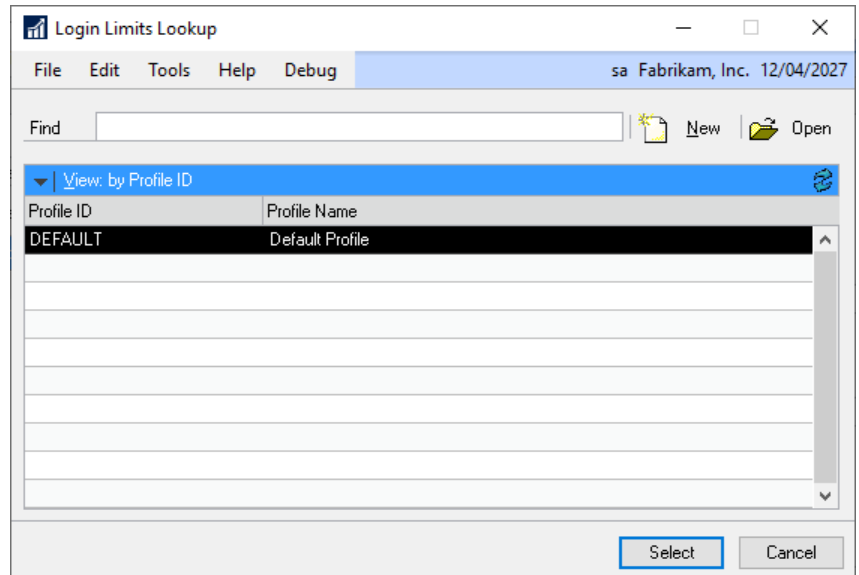 Login Limits Lookup
File Edit Tools Help Debug sa Fabrikam, Inc. 12/04/2027
Find New Open
View: by Profile ID
Profile ID Profile Name
DEFAULT Default Profile
Select Cancel